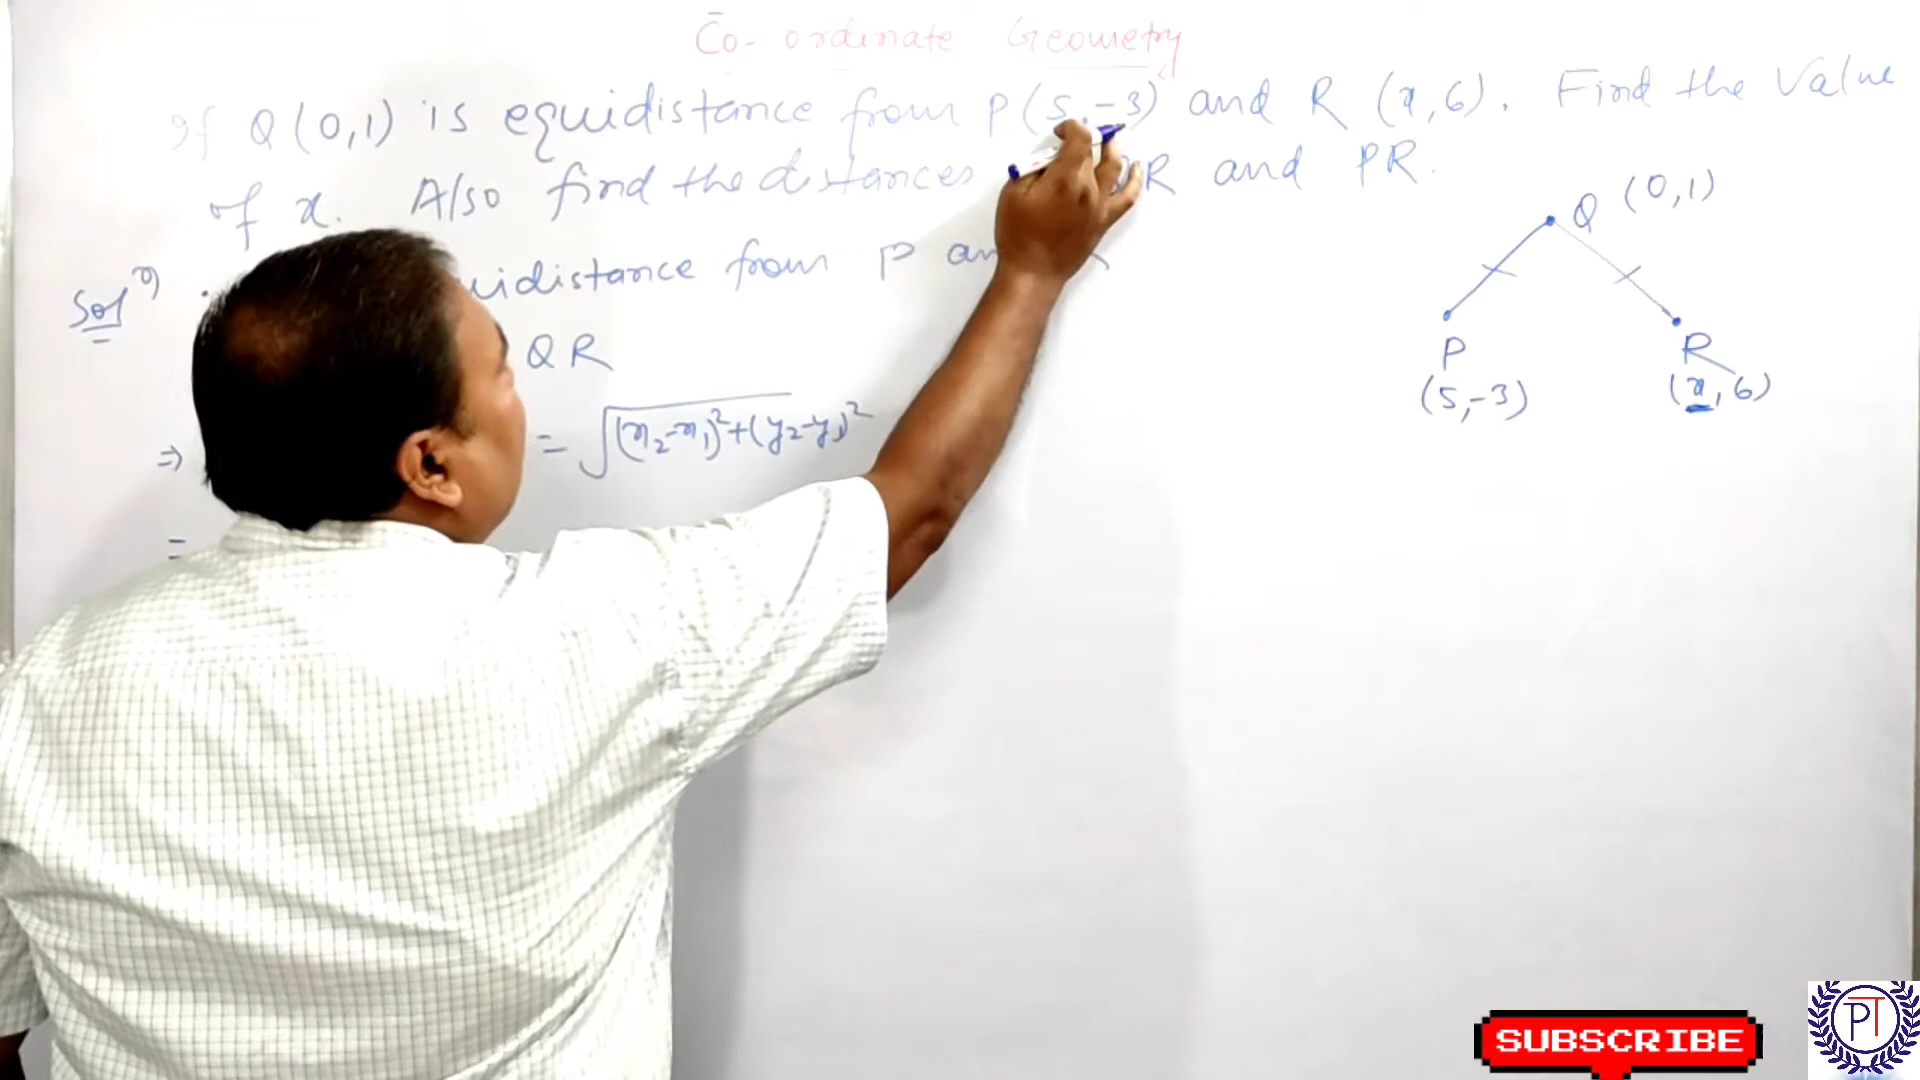 Co-ordinate Geometry
If Q (0,1) is equidistance from P (5,-3) and R (x,6). Find the Value
of x. Also find the distances QR and PR.
Q (0,1)
Sol^n) uidistance from P an
QR
P
R
(5,-3)
(x,6)
⇒ = √(x₂-x₁)²+(y₂-y₁)²
=
SUBSCRIBE
PT